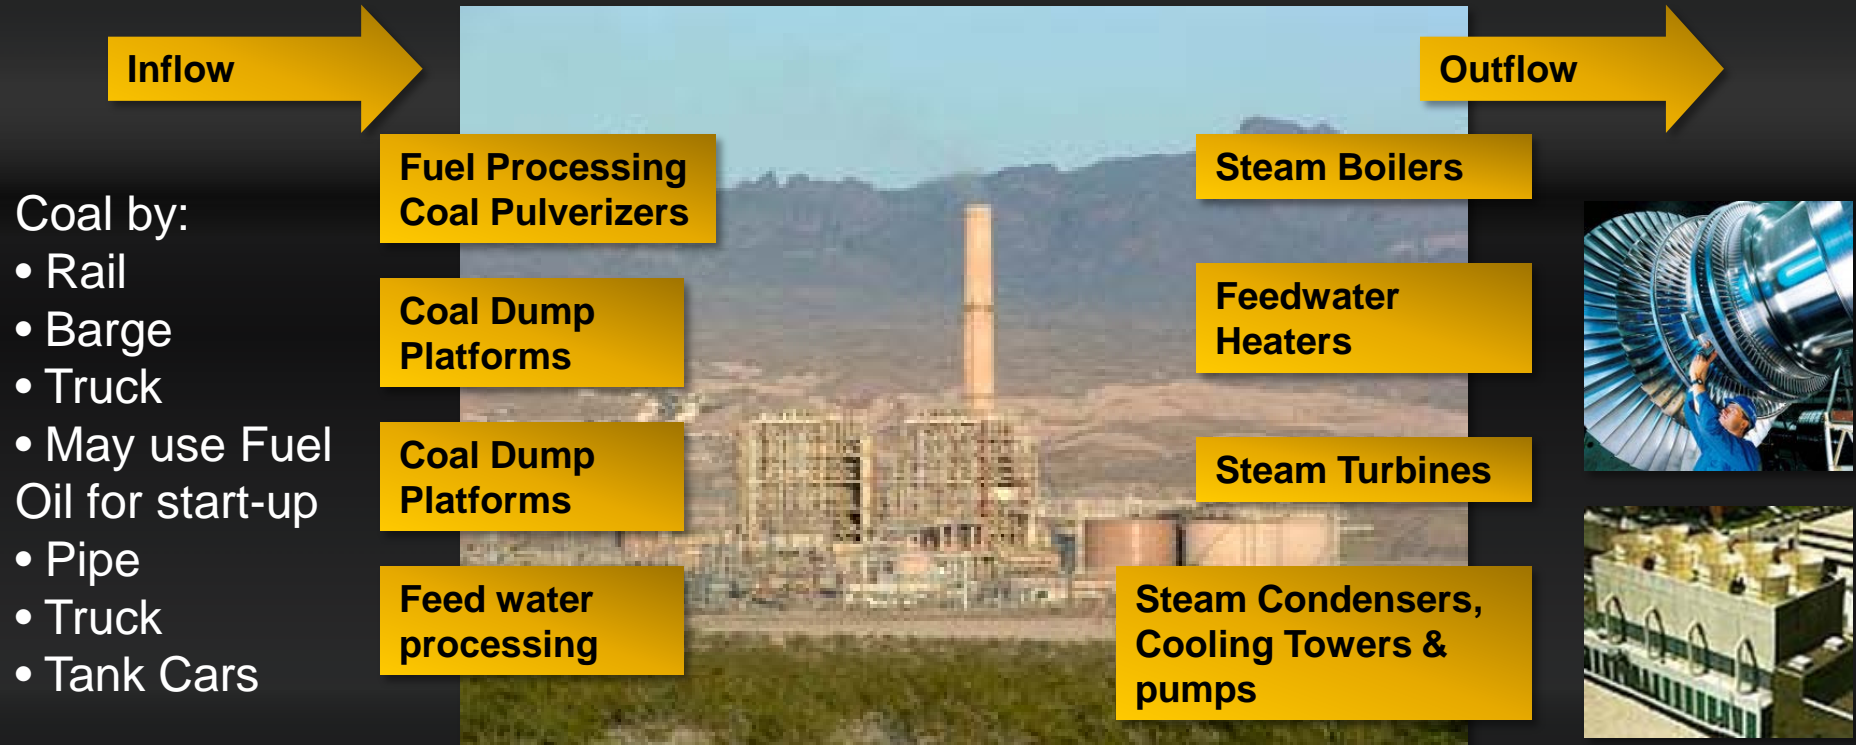 Inflow
Outflow
Coal by:
• Rail
• Barge
• Truck
• May use Fuel
Oil for start-up
• Pipe
• Truck
• Tank Cars
Fuel Processing
Coal Pulverizers
Coal Dump
Platforms
Coal Dump
Platforms
Feed water
processing
Steam Boilers
Feedwater
Heaters
Steam Turbines
Steam Condensers,
Cooling Towers &
pumps